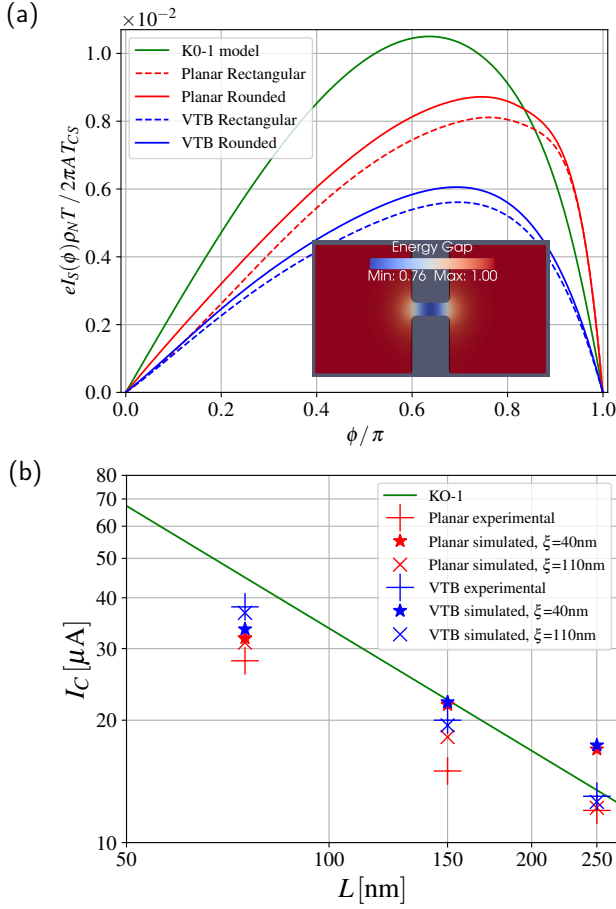 (a)
×10⁻²
1.0
0.8
0.6
0.4
0.2
0.0
eI_S(ϕ)ρ_N T / 2πAT_CS
K0-1 model
Planar Rectangular
Planar Rounded
VTB Rectangular
VTB Rounded
Energy Gap
Min: 0.76 Max: 1.00
0.0 0.2 0.4 0.6 0.8 1.0
ϕ/π
(b)
80
70
60
50
40
30
20
10
I_C [μA]
KO-1
Planar experimental
Planar simulated, ξ=40nm
Planar simulated, ξ=110nm
VTB experimental
VTB simulated, ξ=40nm
VTB simulated, ξ=110nm
50 100 150 200 250
L [nm]